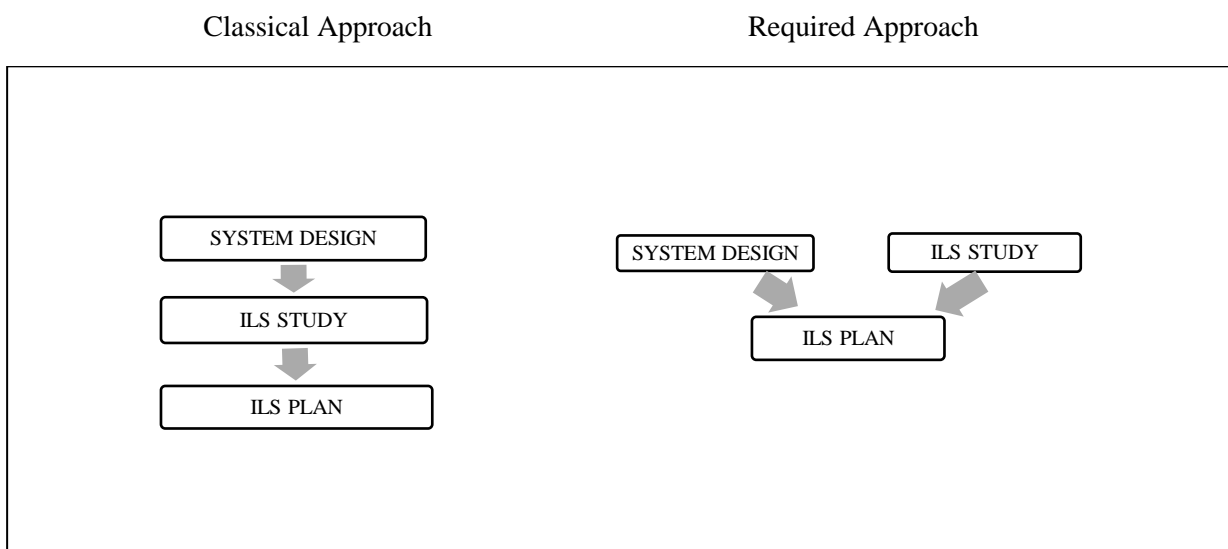 Classical Approach
Required Approach
SYSTEM DESIGN
ILS STUDY
ILS PLAN
SYSTEM DESIGN
ILS STUDY
ILS PLAN